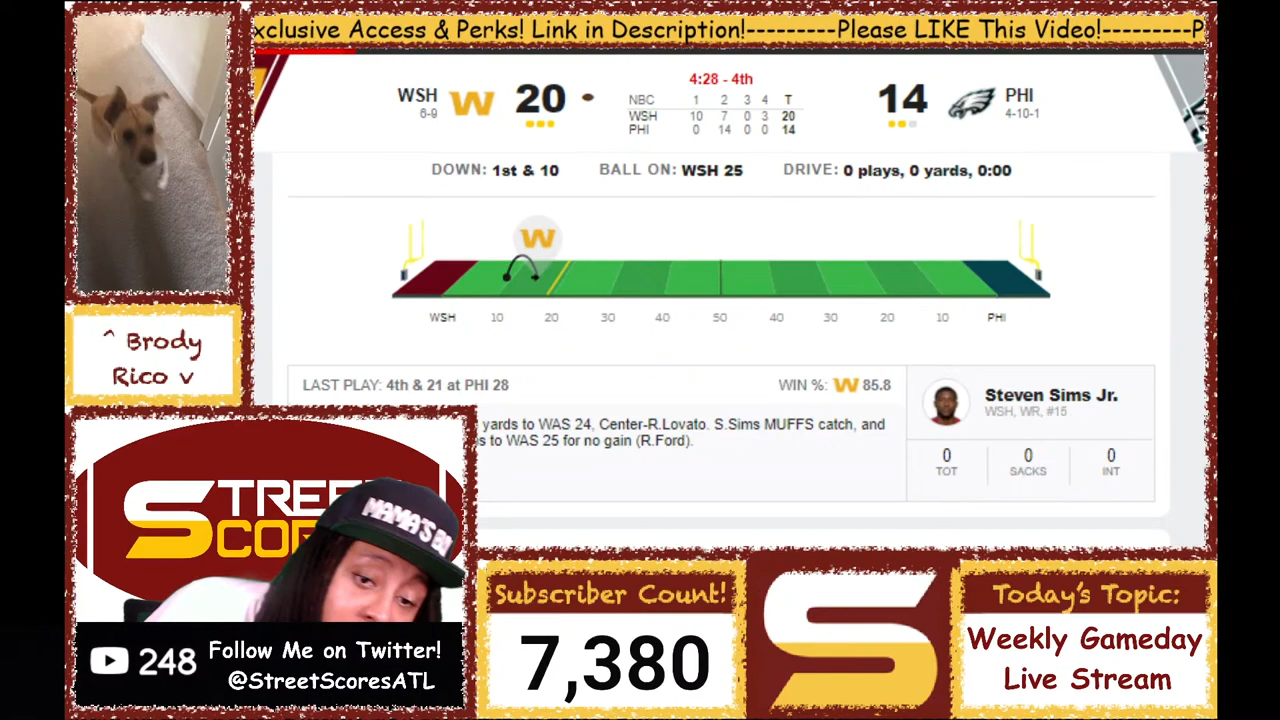 xclusive Access & Perks! Link in Description!---------Please LIKE This Video!---------P
WSH
6-9
W
20
4:28 - 4th
NBC 1 2 3 4 T
WSH 10 7 0 3 20
PHI 0 14 0 0 14
14
PHI
4-10-1
DOWN: 1st & 10
BALL ON: WSH 25
DRIVE: 0 plays, 0 yards, 0:00
W
WSH 10 20 30 40 50 40 30 20 10 PHI
LAST PLAY: 4th & 21 at PHI 28
WIN %: W 85.8
yards to WAS 24, Center-R.Lovato. S.Sims MUFFS catch, and
s to WAS 25 for no gain (R.Ford).
Steven Sims Jr.
WSH, WR, #15
0 0 0
TOT SACKS INT
^ Brody
Rico v
STREET
SCOR
MAMA'S
248
Follow Me on Twitter!
@StreetScoresATL
Subscriber Count!
7,380
S
Today's Topic:
Weekly Gameday
Live Stream